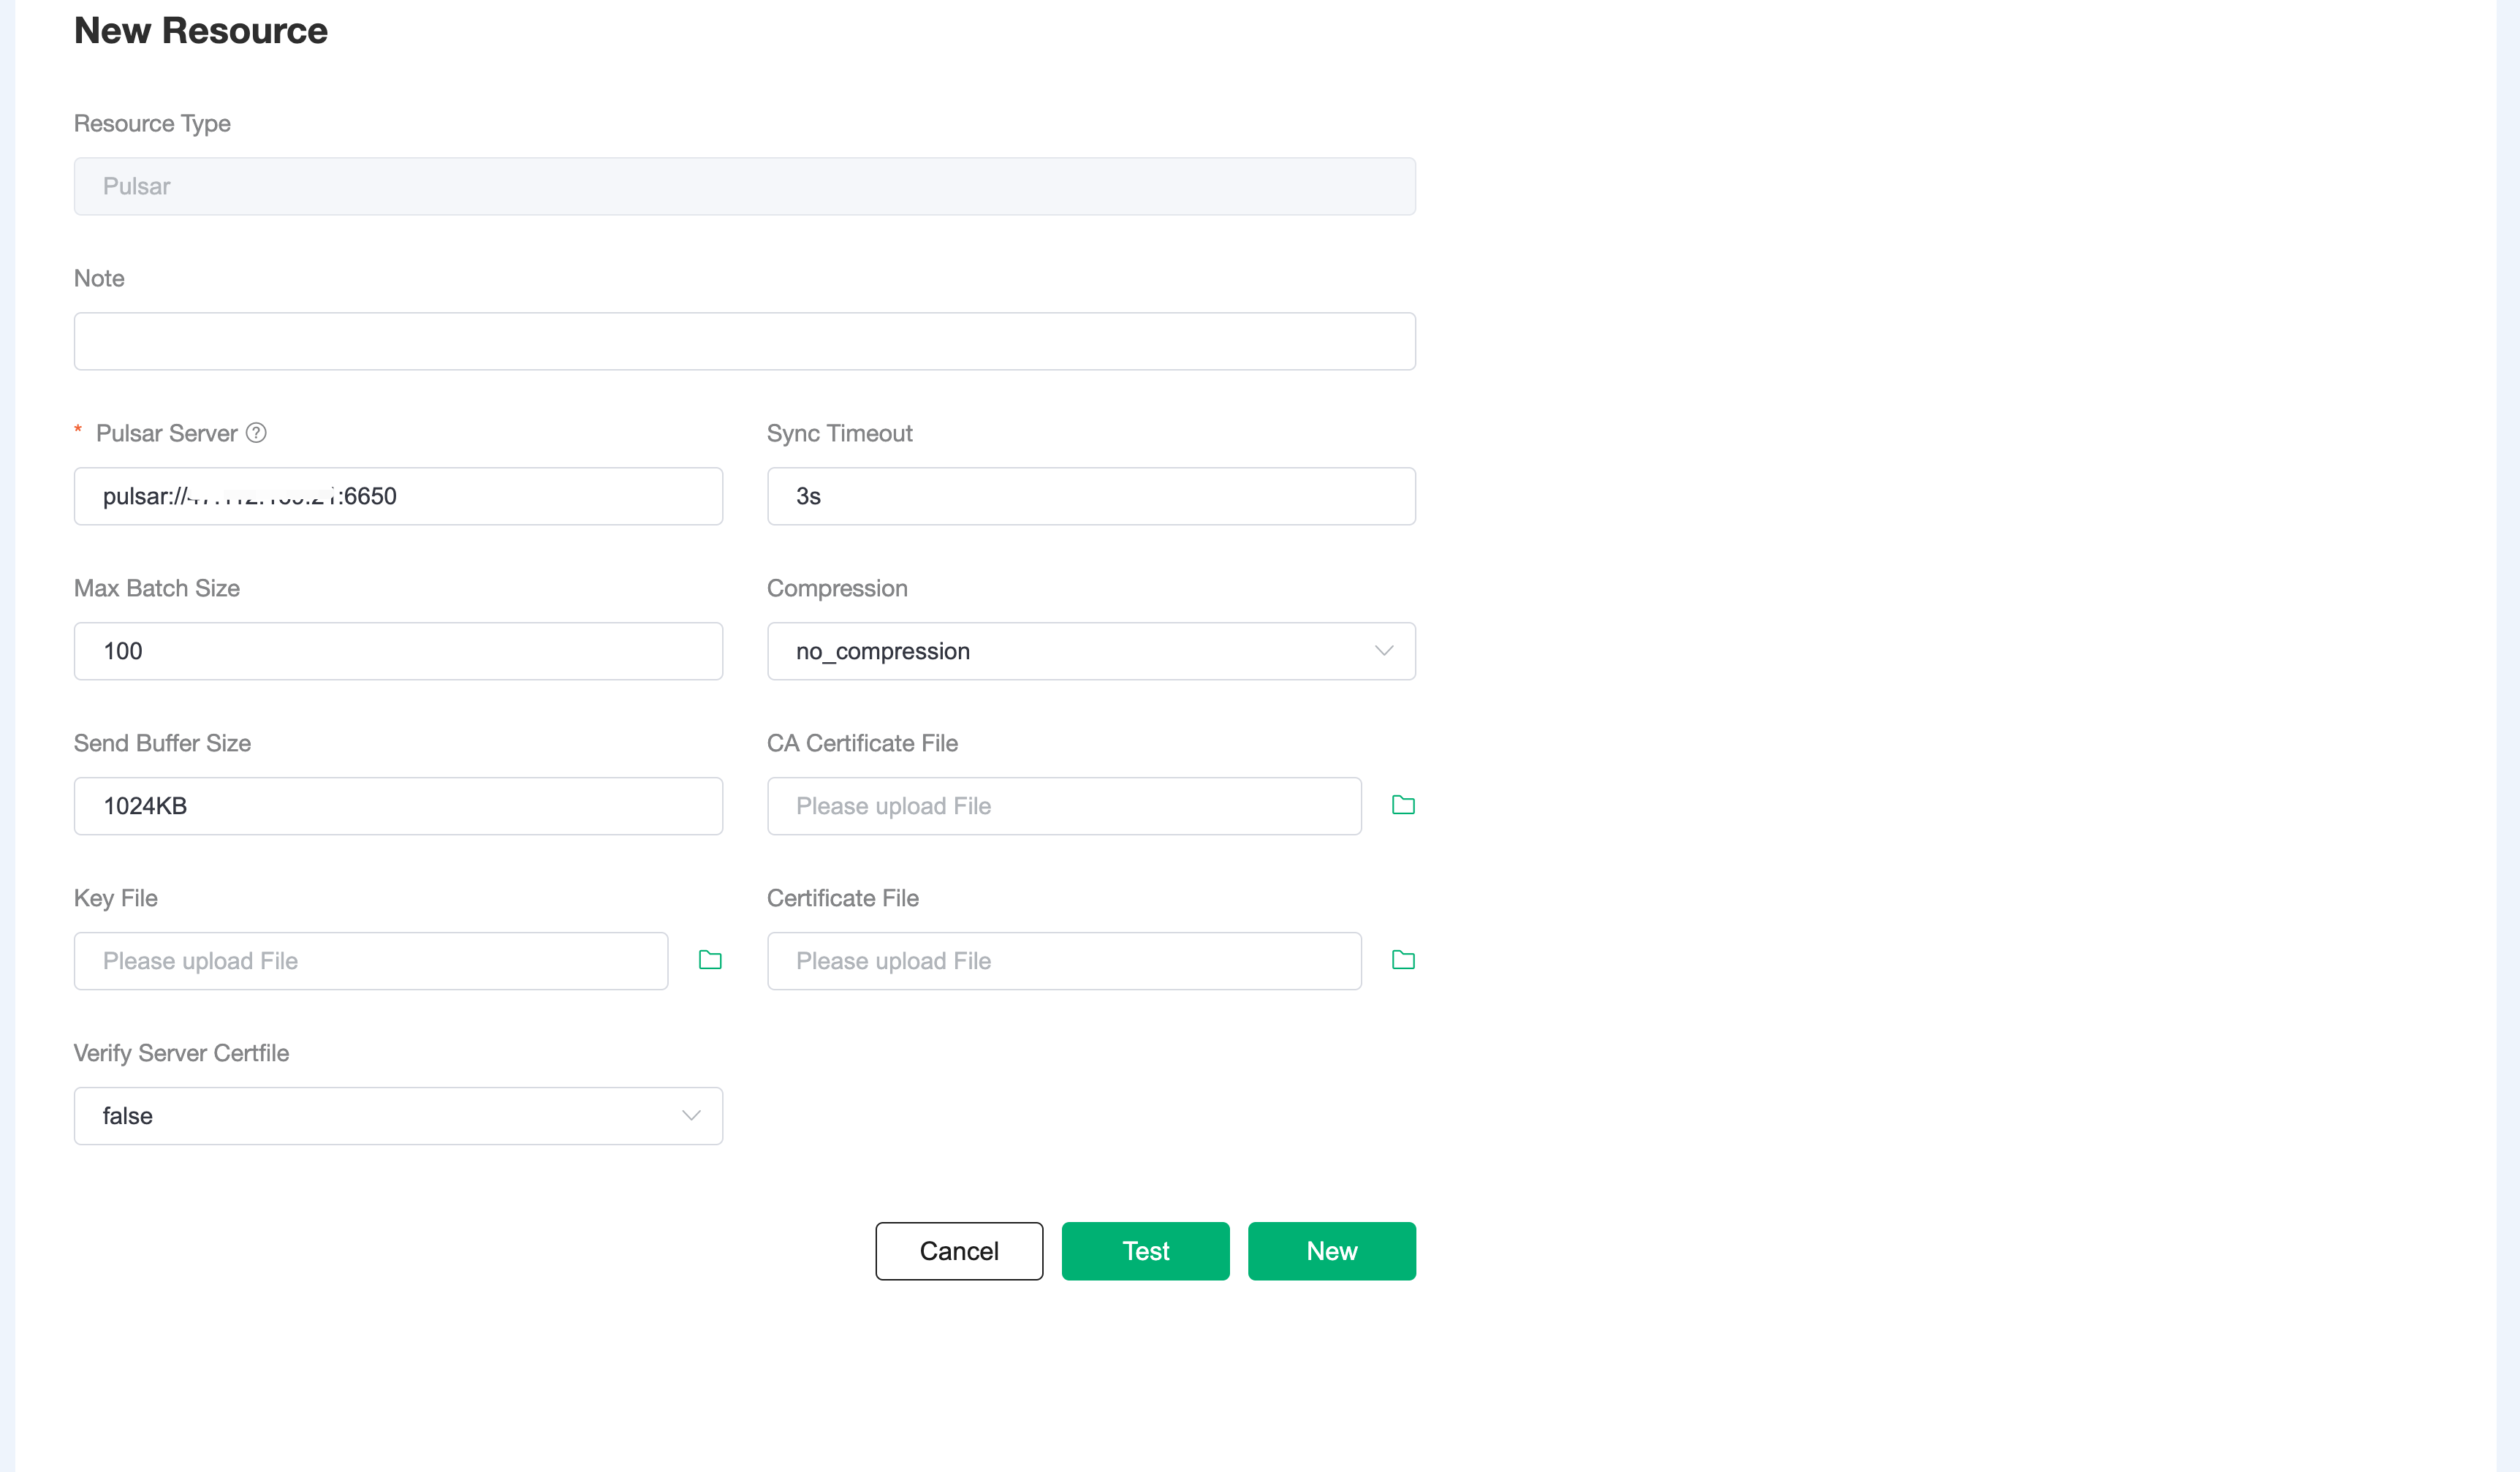 New Resource
Resource Type
Pulsar
Note
* Pulsar Server ?
Sync Timeout
pulsar:// :6650
3s
Max Batch Size
Compression
100
no_compression
Send Buffer Size
CA Certificate File
1024KB
Please upload File
Key File
Certificate File
Please upload File
Please upload File
Verify Server Certfile
false
Cancel
Test
New